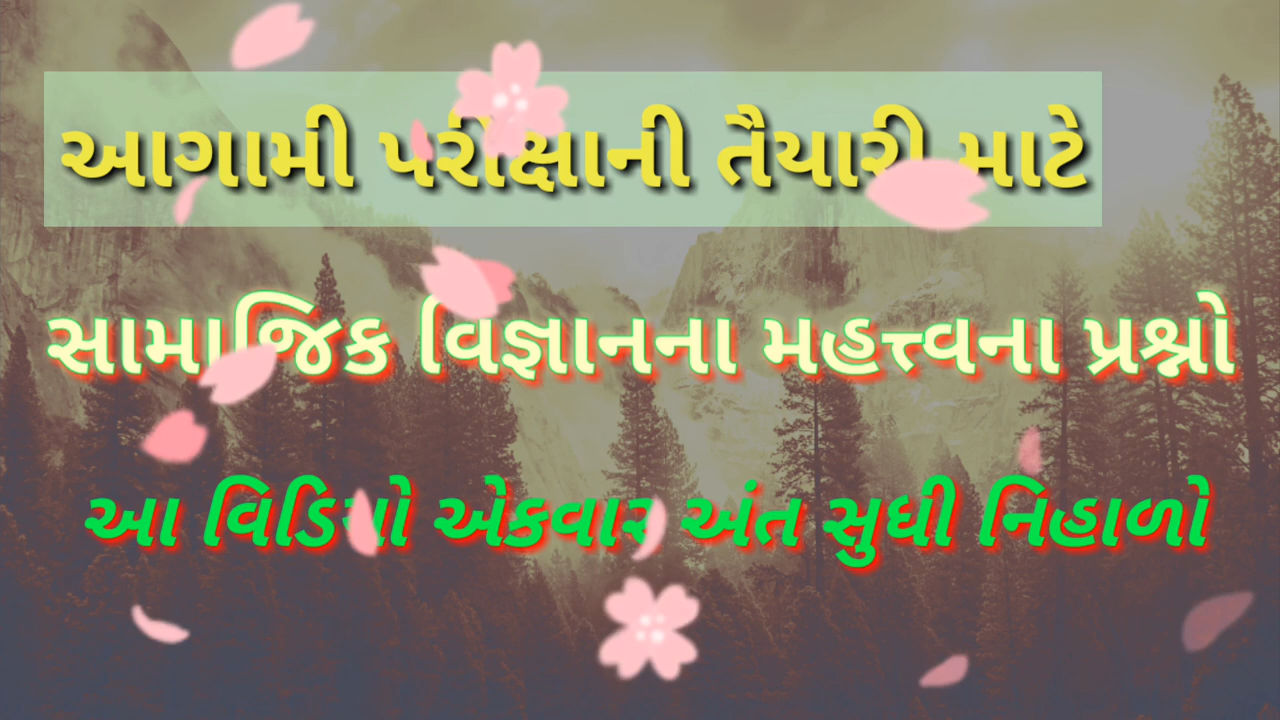 આગામી પરીક્ષાની તૈયારી માટે
સામાજિક વિજ્ઞાનના મહત્ત્વના પ્રશ્નો
આ વિડિયો એકવાર અંત સુધી નિહાળો